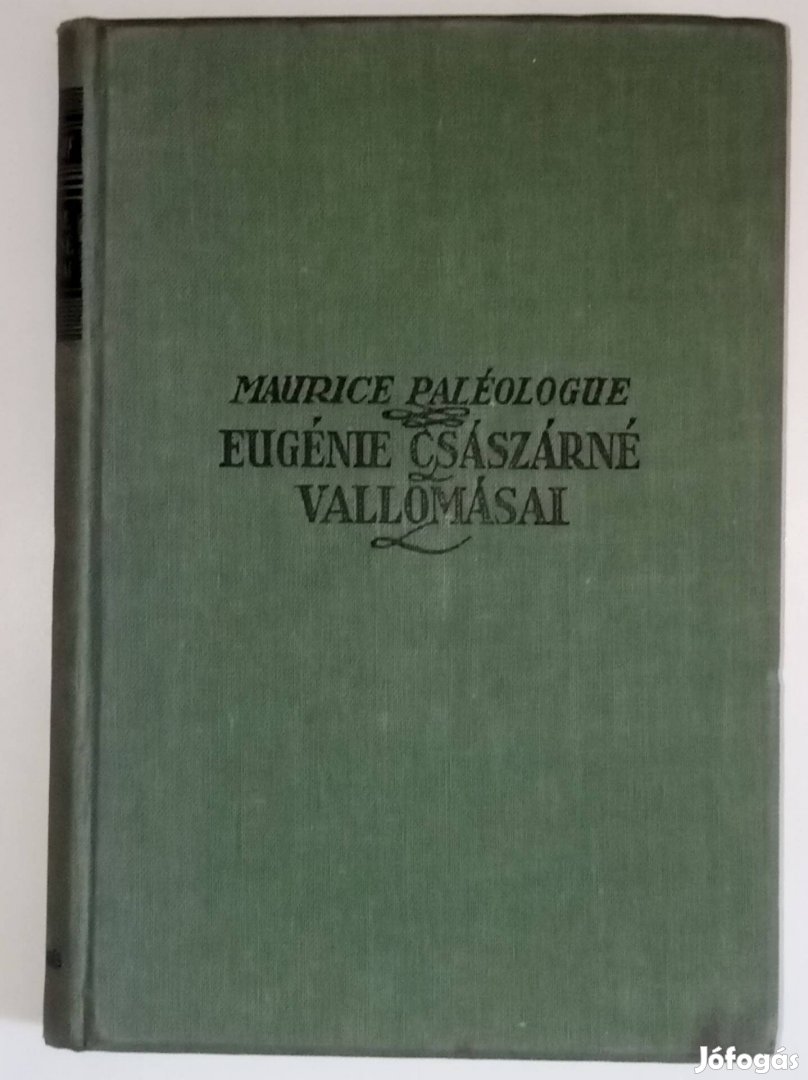 MAURICE PALÉOLOGUE
EUGÉNIE CSÁSZÁRNÉ
VALLOMÁSAI
Jófogás